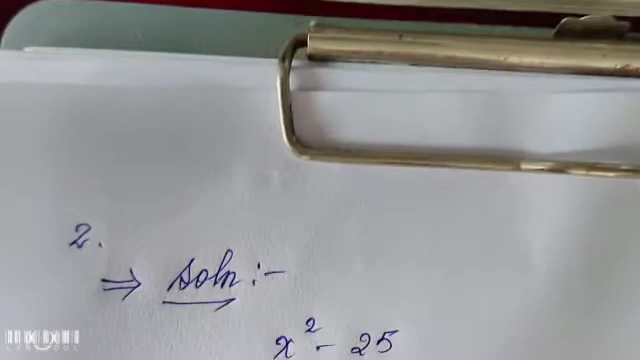 2.
⇒ Soln :-
x² - 25